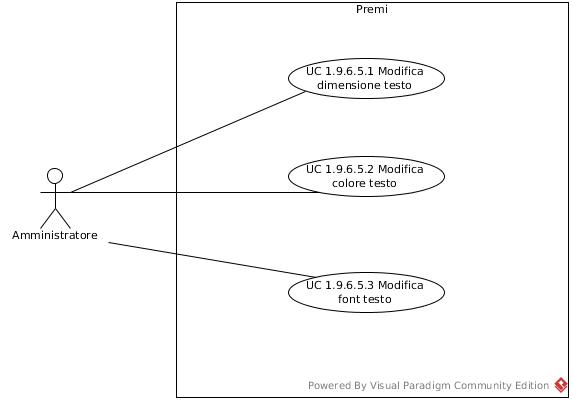 Premi
UC 1.9.6.5.1 Modifica
dimensione testo
UC 1.9.6.5.2 Modifica
colore testo
Amministratore
UC 1.9.6.5.3 Modifica
font testo
Powered By Visual Paradigm Community Edition